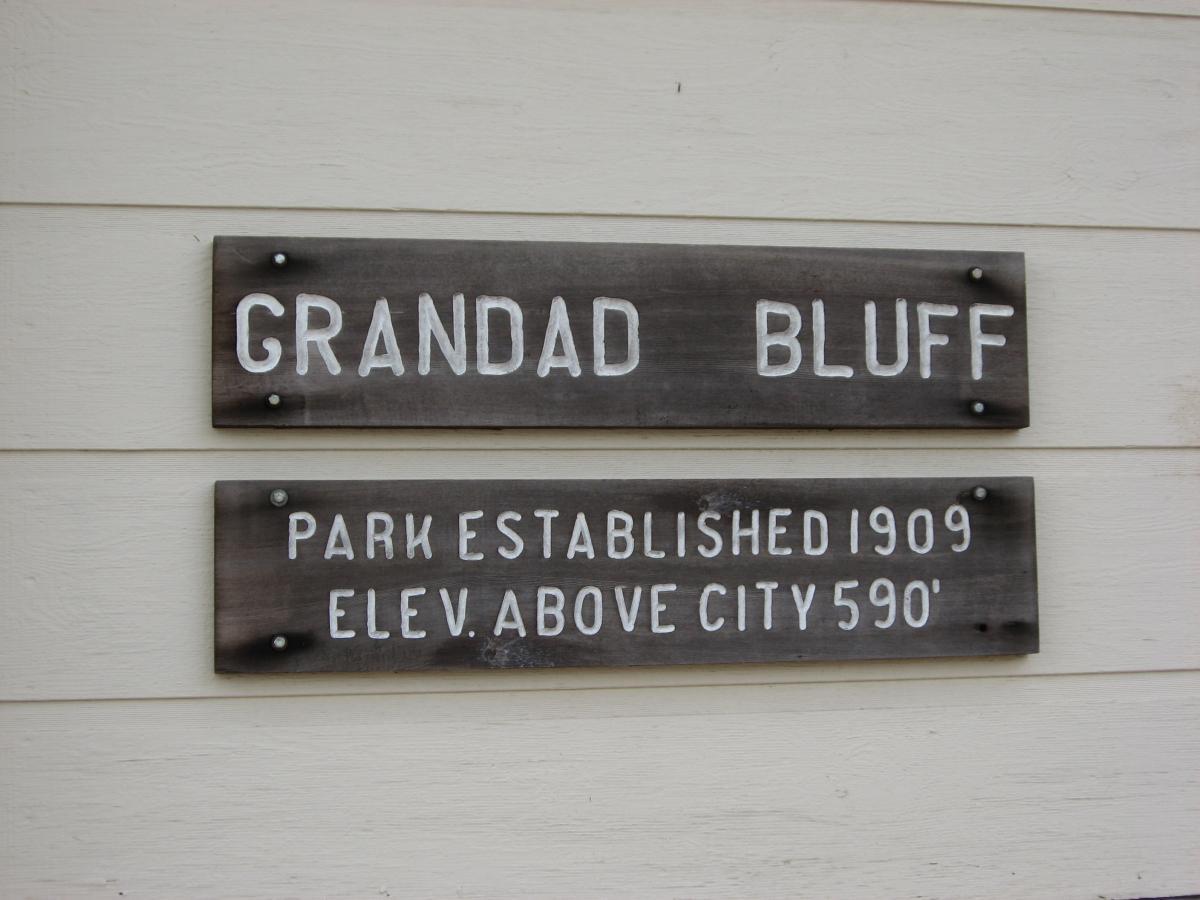 GRANDAD BLUFF
PARK ESTABLISHED 1909
ELEV. ABOVE CITY 590'